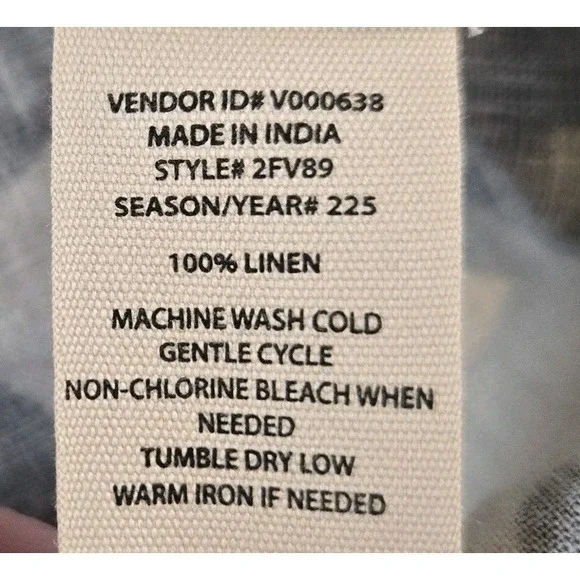 VENDOR ID# V000638
MADE IN INDIA
STYLE# 2FV89
SEASON/YEAR# 225
100% LINEN
MACHINE WASH COLD
GENTLE CYCLE
NON-CHLORINE BLEACH WHEN
NEEDED
TUMBLE DRY LOW
WARM IRON IF NEEDED